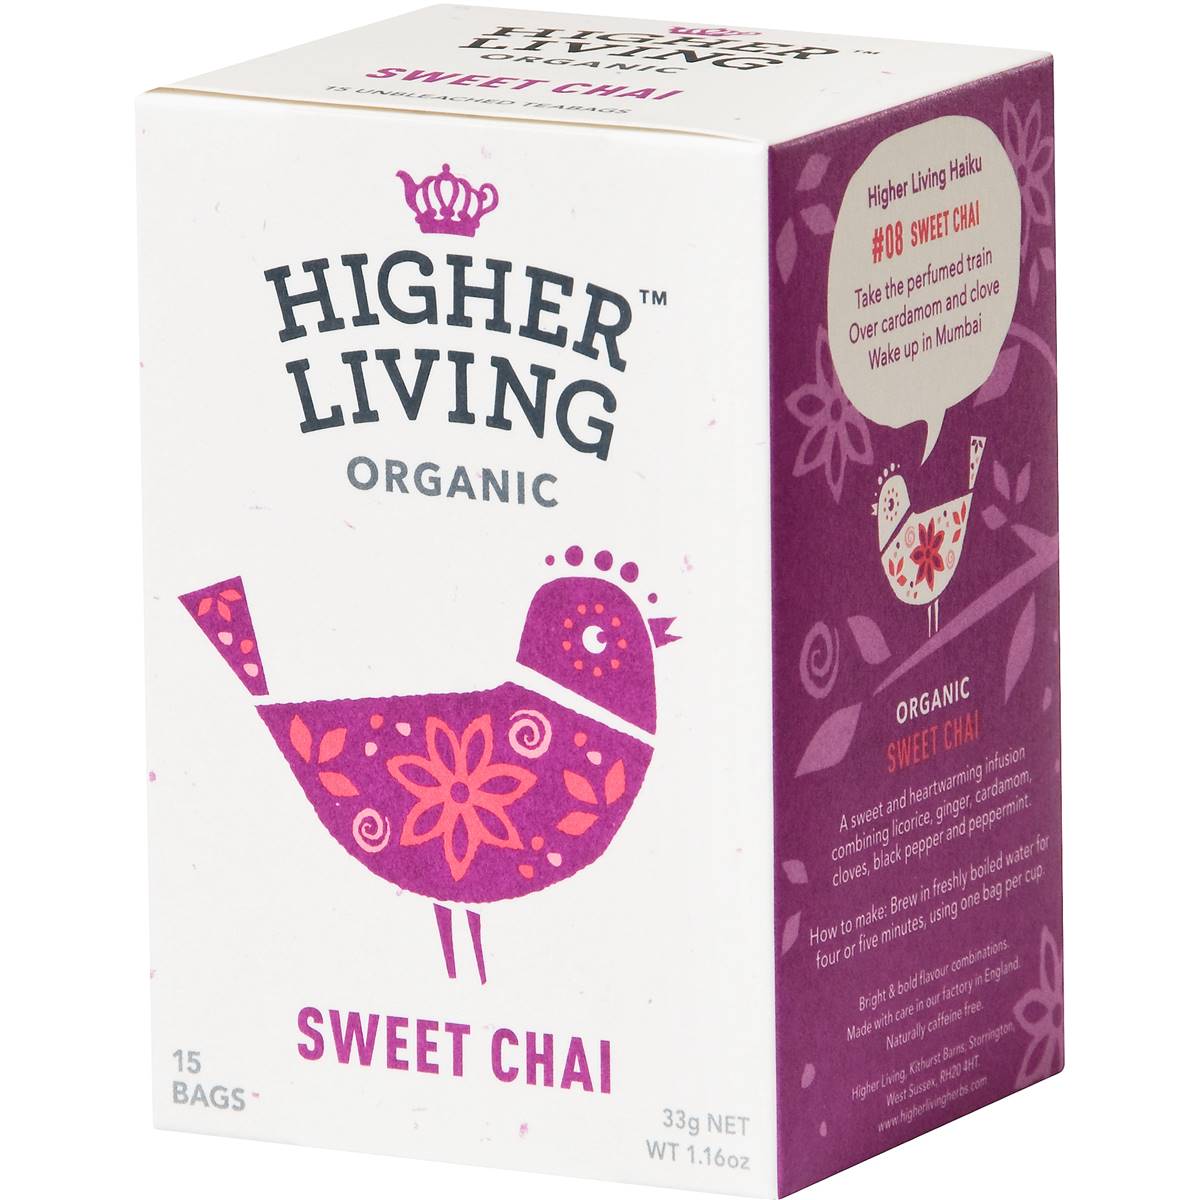 HIGHER
LIVING™
ORGANIC
SWEET CHAI
15 UNBLEACHED TEABAGS
HIGHER™
LIVING
ORGANIC
SWEET CHAI
15
BAGS
33g NET
WT 1.16oz
Higher Living Haiku
#08 SWEET CHAI
Take the perfumed train
Over cardamom and clove
Wake up in Mumbai
ORGANIC
SWEET CHAI
A sweet and heartwarming infusion
combining licorice, ginger, cardamom,
cloves, black pepper and peppermint.
How to make: Brew in freshly boiled water for
four or five minutes, using one bag per cup.
Bright & bold flavour combinations.
Made with care in our factory in England.
Naturally caffeine free.
Higher Living, Kithurst Barns, Storrington,
West Sussex, RH20 4HT.
www.higherlivingherbs.com